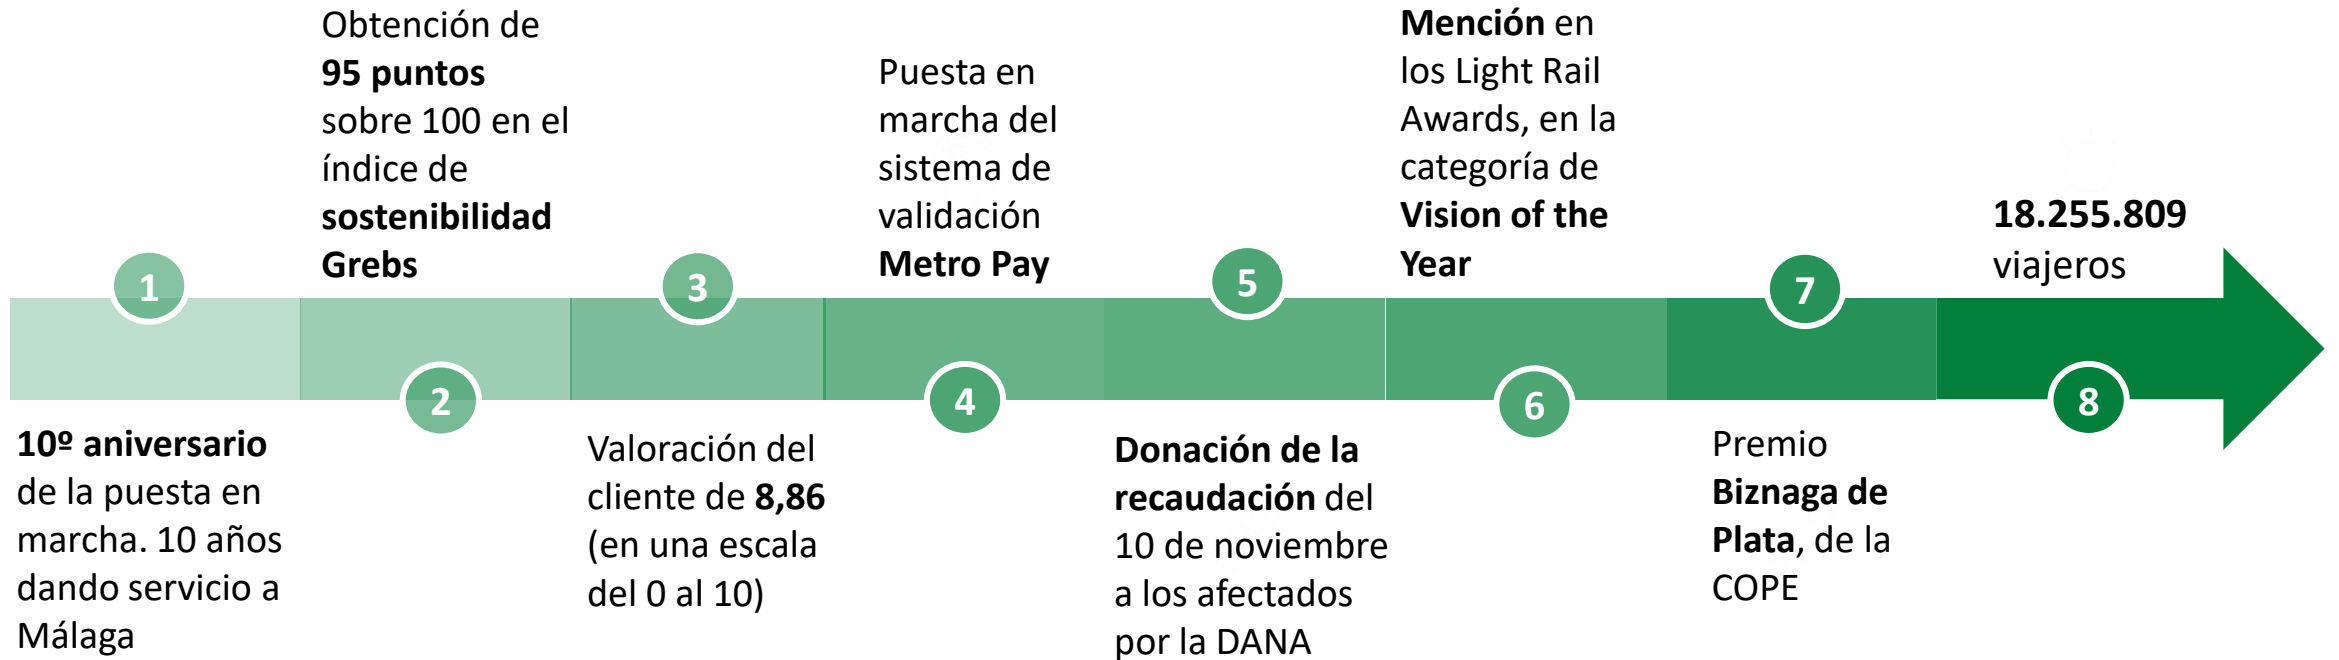 1
10º aniversario
de la puesta en
marcha. 10 años
dando servicio a
Málaga
Obtención de
95 puntos
sobre 100 en el
índice de
sostenibilidad
Grebs
2
3
Valoración del
cliente de 8,86
(en una escala
del 0 al 10)
Puesta en
marcha del
sistema de
validación
Metro Pay
4
5
Donación de la
recaudación del
10 de noviembre
a los afectados
por la DANA
Mención en
los Light Rail
Awards, en la
categoría de
Vision of the
Year
6
7
Premio
Biznaga de
Plata, de la
COPE
18.255.809
viajeros
8